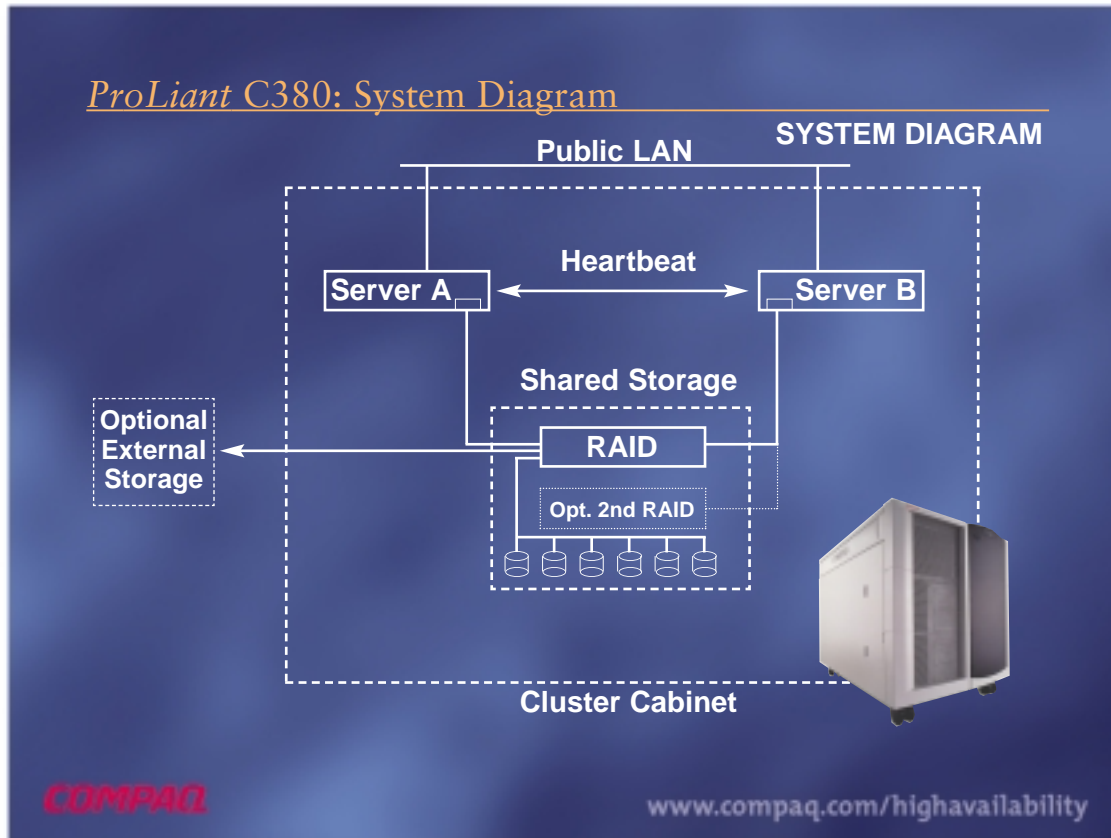 ProLiant C380: System Diagram
SYSTEM DIAGRAM
Public LAN
Heartbeat
Server A
Server B
Shared Storage
Optional
External
Storage
RAID
Opt. 2nd RAID
Cluster Cabinet
COMPAQ
www.compaq.com/highavailability